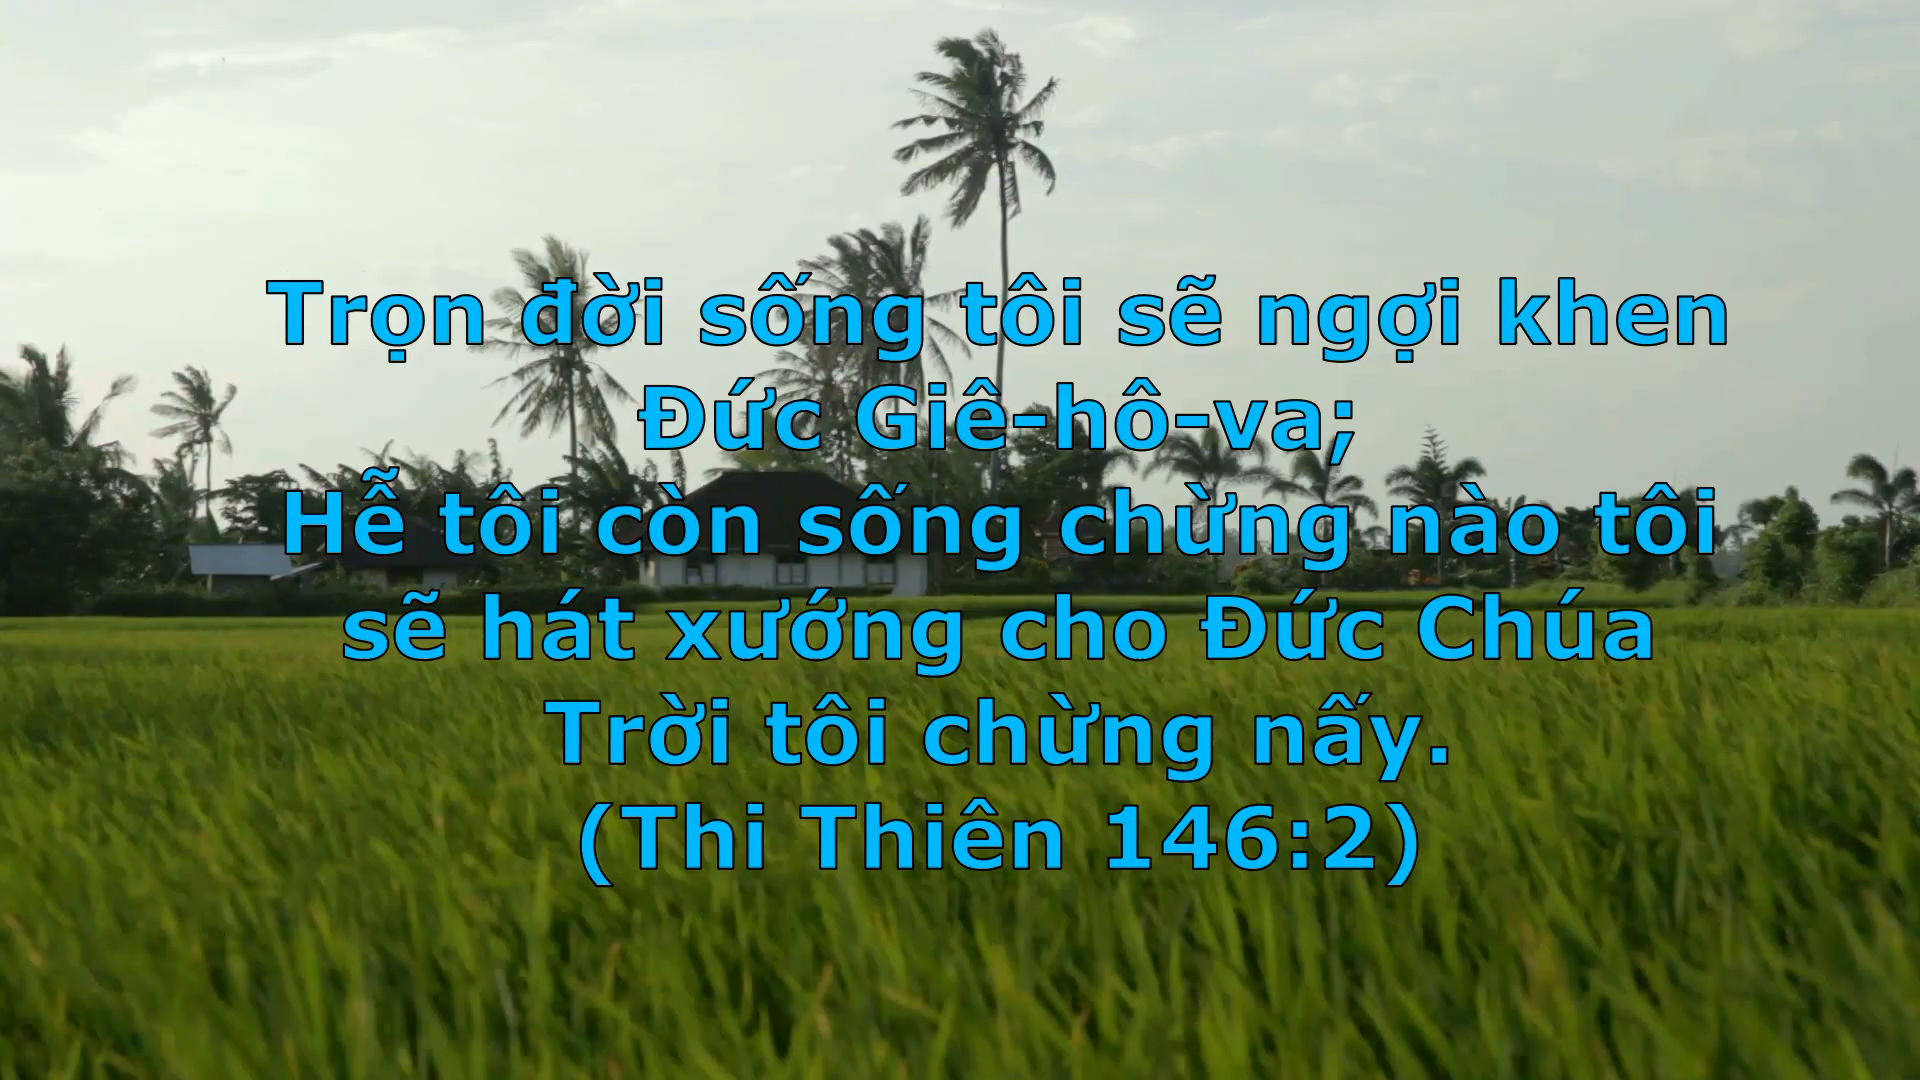 Trọn đời sống tôi sẽ ngợi khen
Đức Giê-hô-va;
Hễ tôi còn sống chừng nào tôi
sẽ hát xướng cho Đức Chúa
Trời tôi chừng nấy.
(Thi Thiên 146:2)